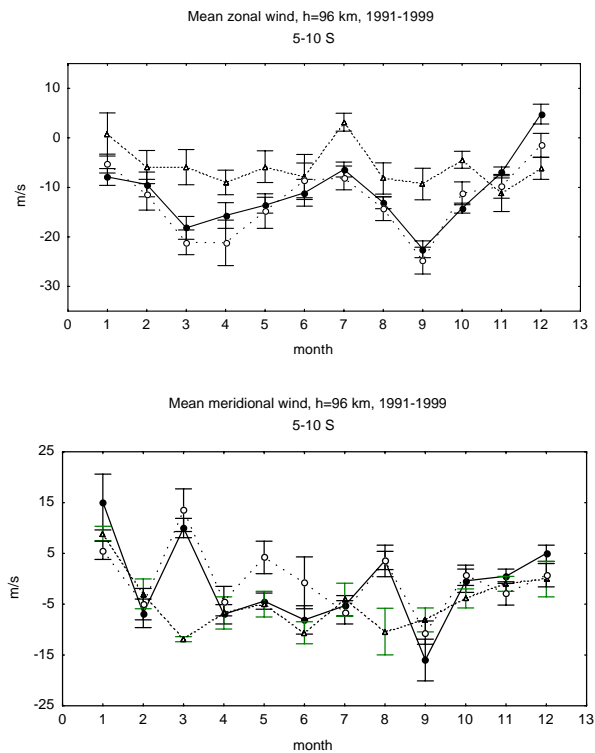 Mean zonal wind, h=96 km, 1991-1999
5-10 S
10
0
-10
-20
-30
m/s
0 1 2 3 4 5 6 7 8 9 10 11 12 13
month
Mean meridional wind, h=96 km, 1991-1999
5-10 S
25
15
5
-5
-15
-25
m/s
0 1 2 3 4 5 6 7 8 9 10 11 12 13
month